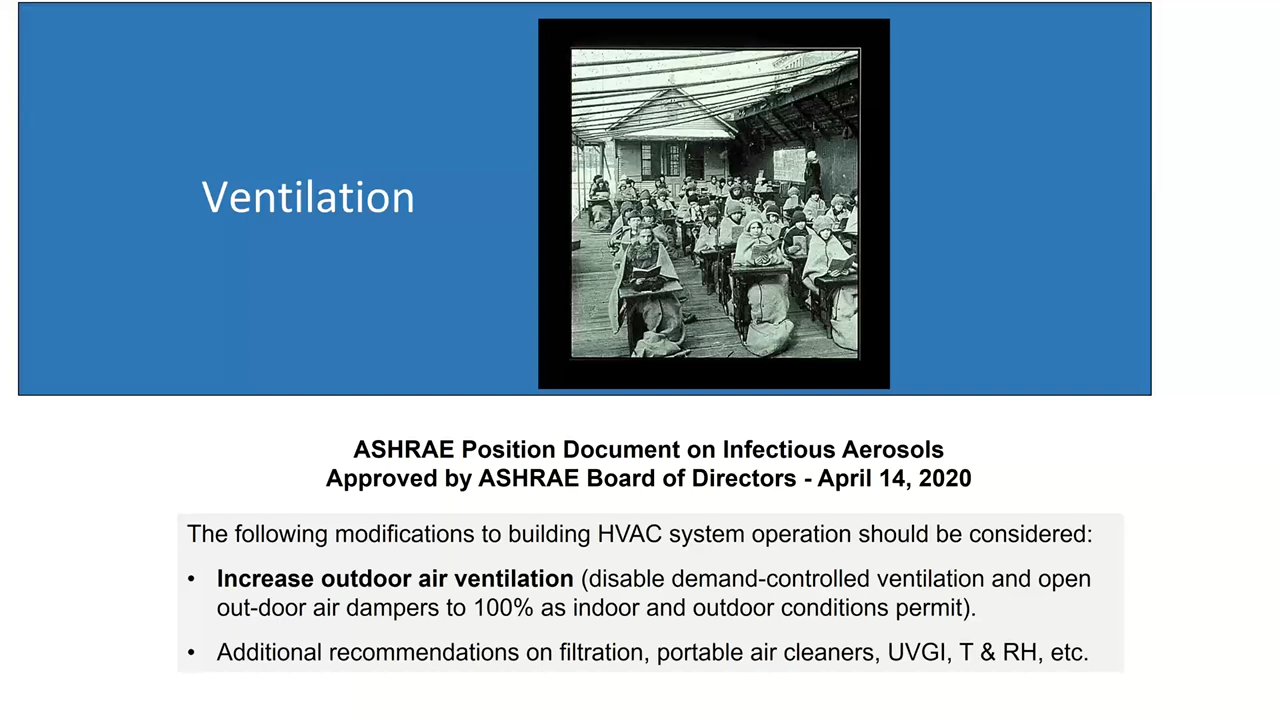 Ventilation
ASHRAE Position Document on Infectious Aerosols
Approved by ASHRAE Board of Directors - April 14, 2020
The following modifications to building HVAC system operation should be considered:
• Increase outdoor air ventilation (disable demand-controlled ventilation and open
out-door air dampers to 100% as indoor and outdoor conditions permit).
• Additional recommendations on filtration, portable air cleaners, UVGI, T & RH, etc.